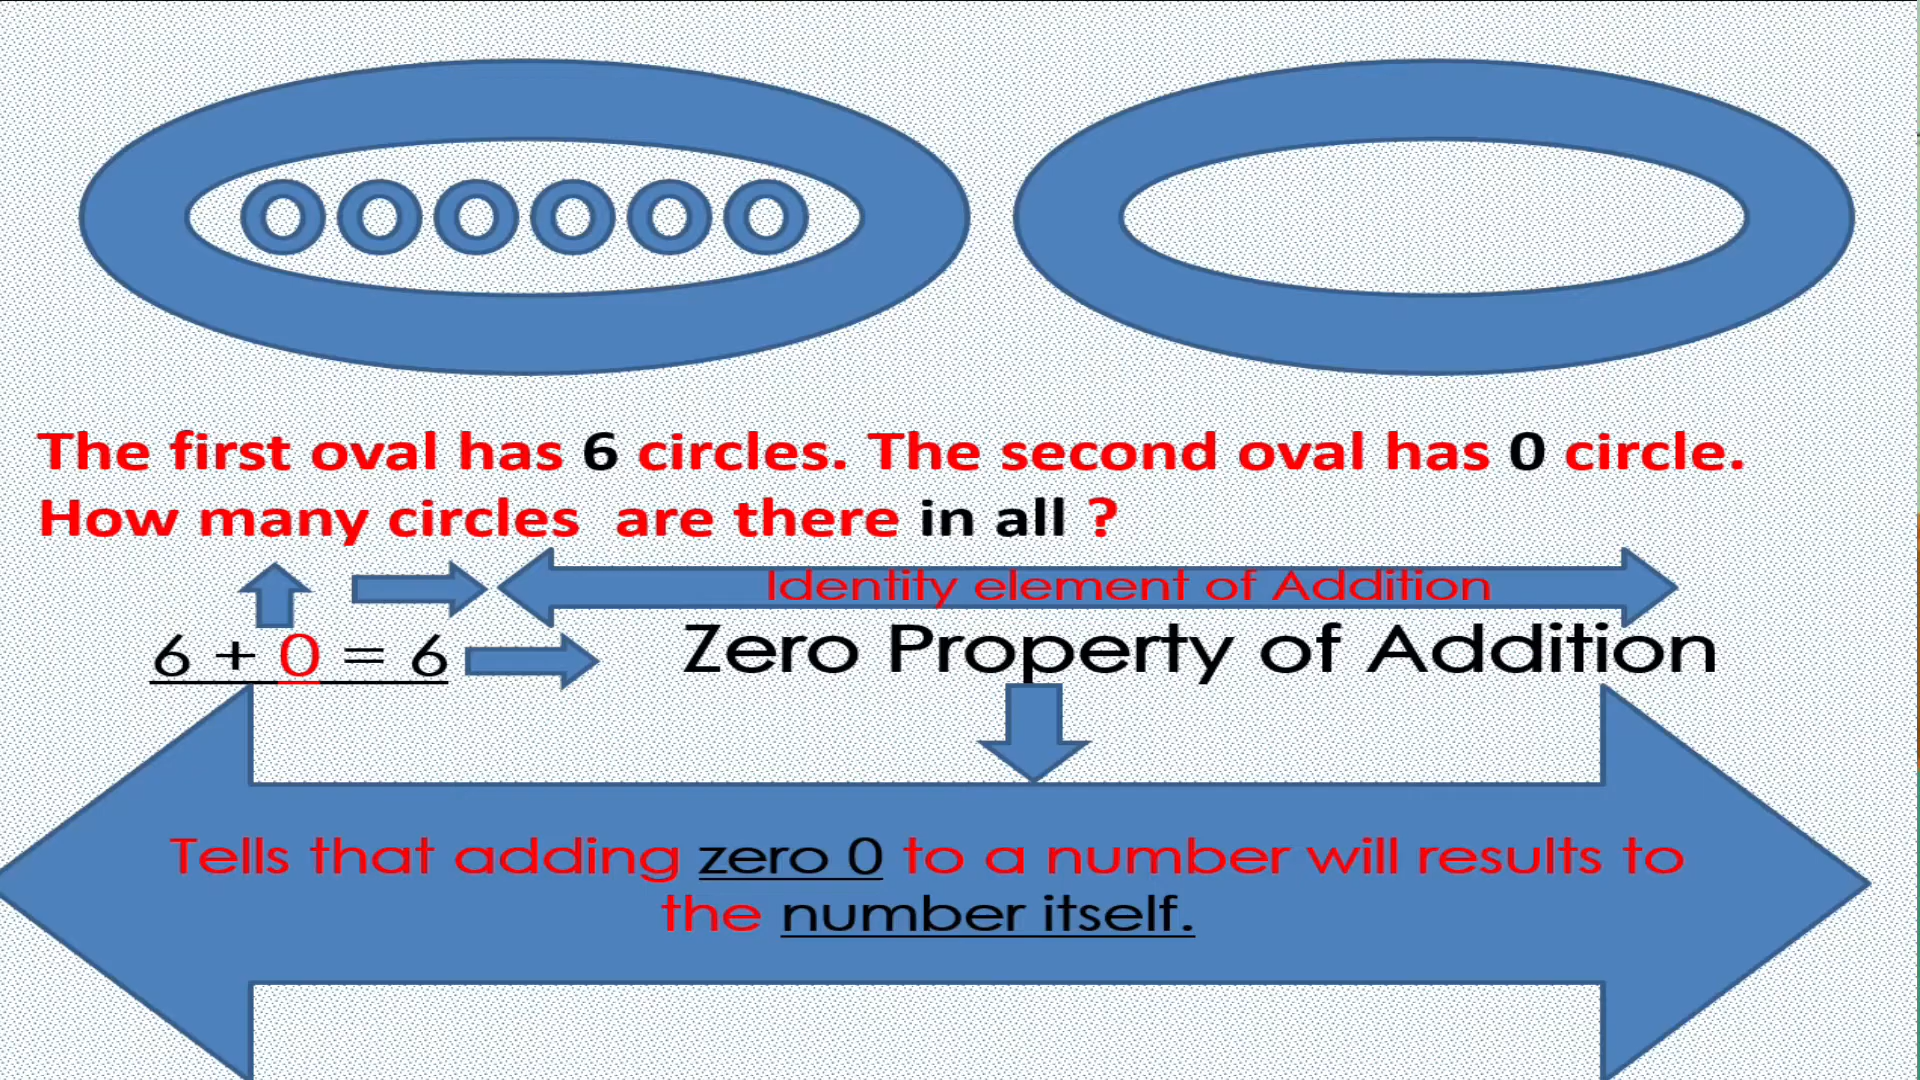 The first oval has 6 circles. The second oval has 0 circle.
How many circles are there in all ?
Identity element of Addition
6 + 0 = 6
Zero Property of Addition
Tells that adding zero 0 to a number will results to
the number itself.